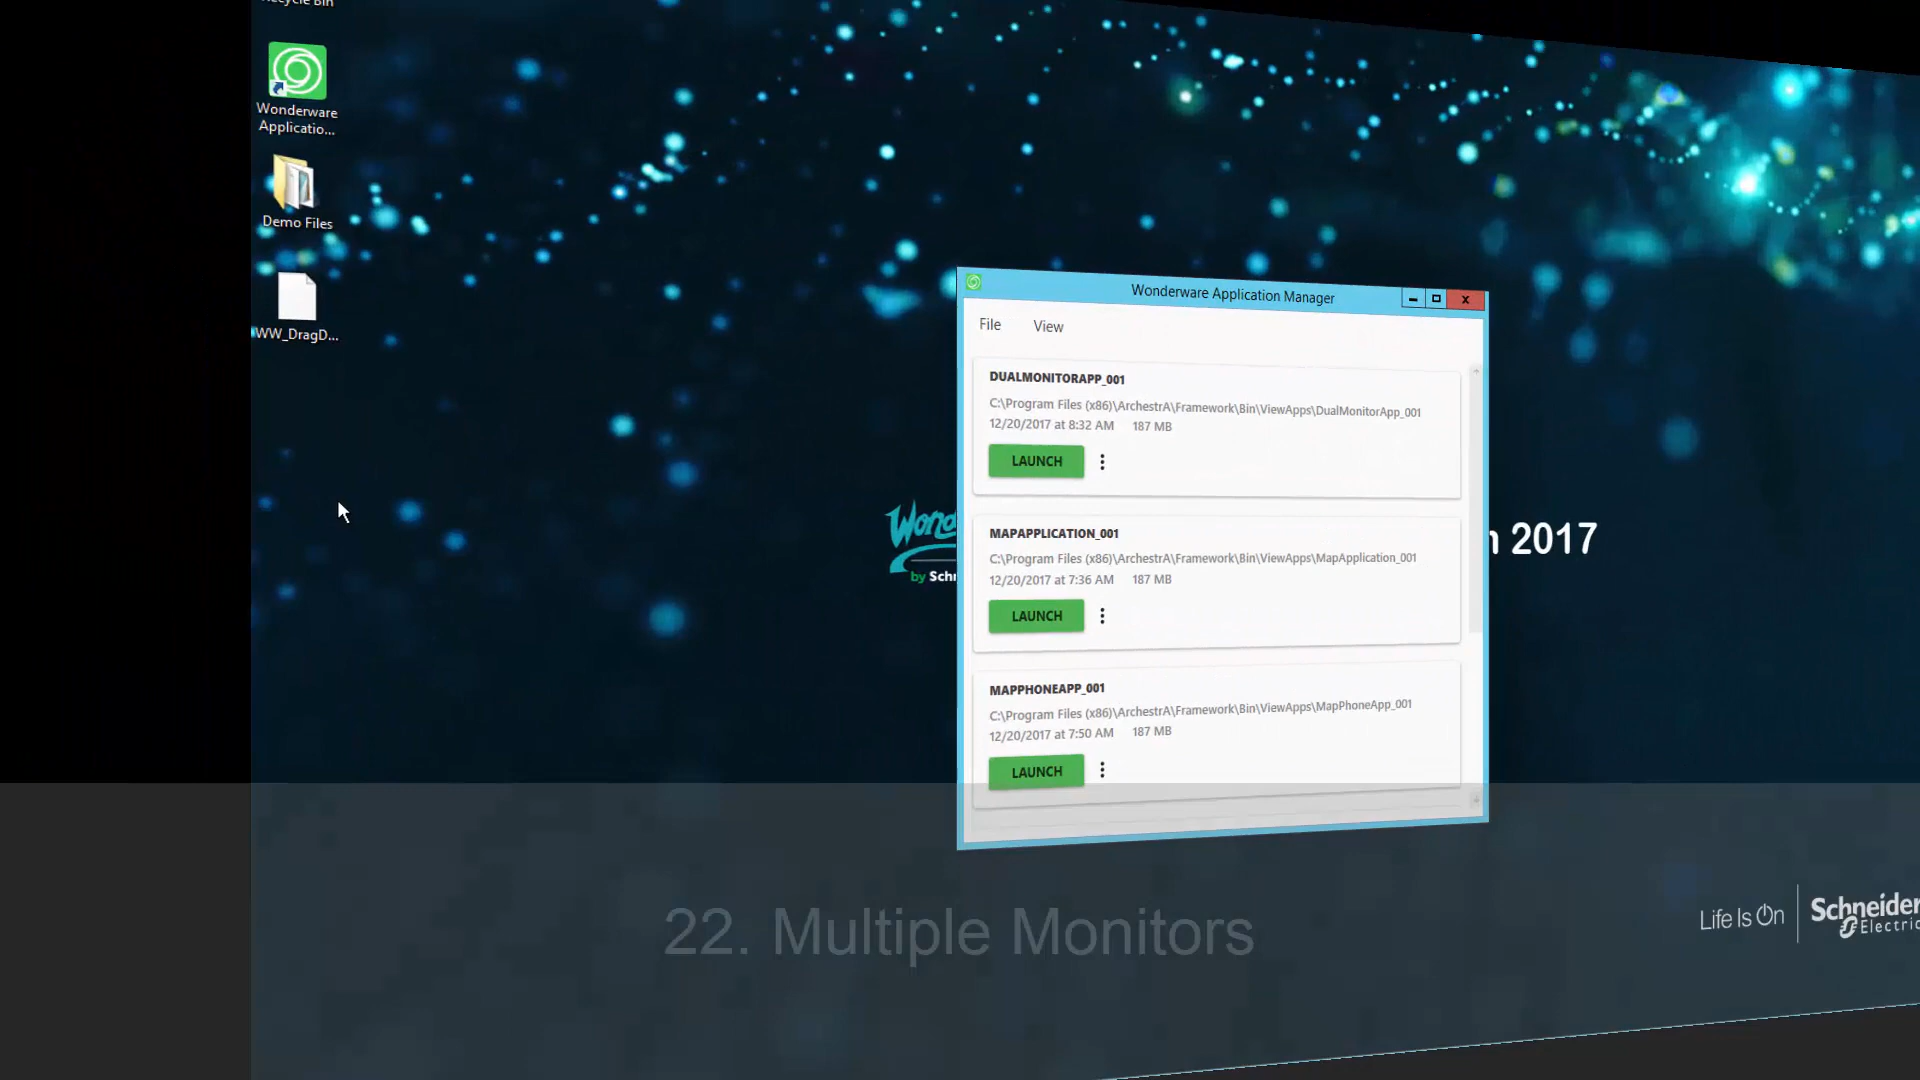 Wonderware
Applicatio...
Demo Files
WW_DragD...
Wonderware Application Manager
File View
DUALMONITORAPP_001
C:\Program Files (x86)\ArchestrA\Framework\Bin\ViewApps\DualMonitorApp_001
12/20/2017 at 8:32 AM 187 MB
LAUNCH
MAPAPPLICATION_001
C:\Program Files (x86)\ArchestrA\Framework\Bin\ViewApps\MapApplication_001
12/20/2017 at 7:36 AM 187 MB
LAUNCH
MAPPHONEAPP_001
C:\Program Files (x86)\ArchestrA\Framework\Bin\ViewApps\MapPhoneApp_001
12/20/2017 at 7:50 AM 187 MB
LAUNCH
Wond
by Schn
n 2017
22. Multiple Monitors
Life Is On
Schneider
Electric